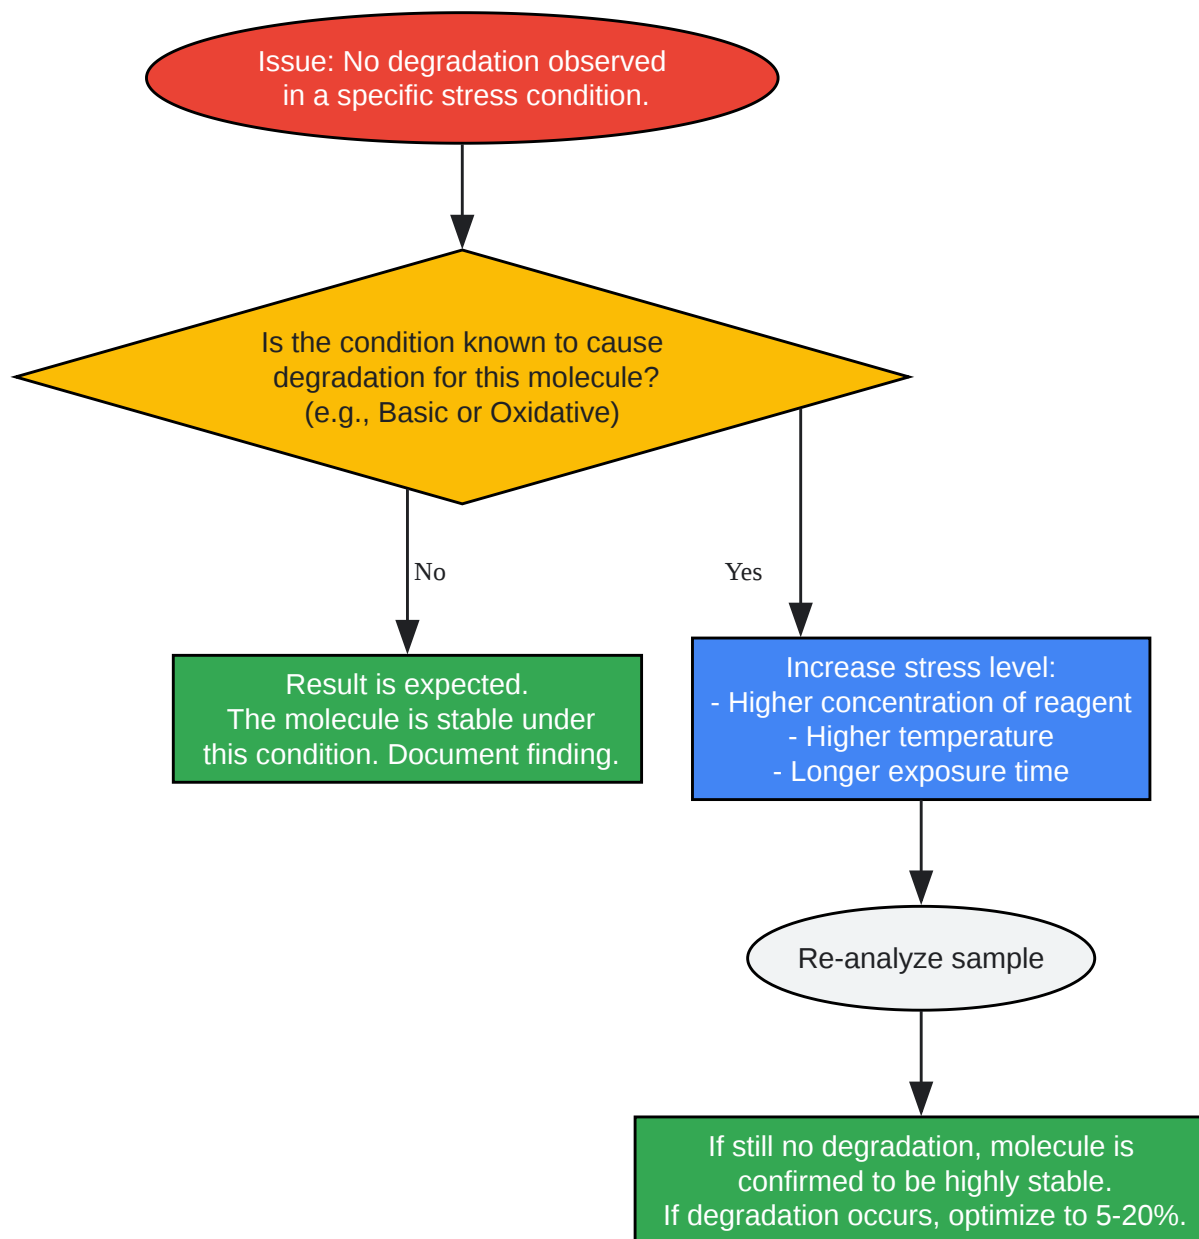 Issue: No degradation observed
in a specific stress condition.
Is the condition known to cause
degradation for this molecule?
(e.g., Basic or Oxidative)
No
Yes
Result is expected.
The molecule is stable under
this condition. Document finding.
Increase stress level:
- Higher concentration of reagent
- Higher temperature
- Longer exposure time
Re-analyze sample
If still no degradation, molecule is
confirmed to be highly stable.
If degradation occurs, optimize to 5-20%.